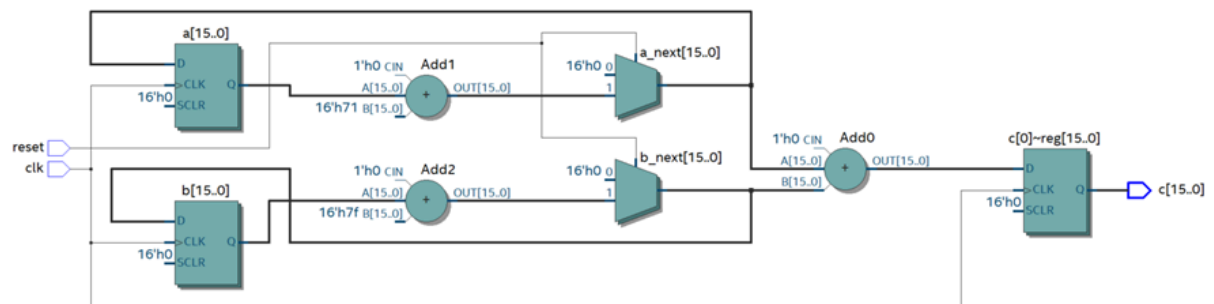 a[15..0]
D
CLK
Q
16'h0
SCLR
1'h0 CIN
Add1
A[15..0]
OUT[15..0]
16'h71 B[15..0]
+
a_next[15..0]
16'h0 0
1
reset
clk
b[15..0]
D
CLK
Q
16'h0
SCLR
1'h0 CIN
Add2
A[15..0]
OUT[15..0]
16'h7f B[15..0]
+
b_next[15..0]
16'h0 0
1
1'h0 CIN
Add0
A[15..0]
OUT[15..0]
B[15..0]
+
c[0]~reg[15..0]
D
CLK
Q
16'h0
SCLR
c[15..0]